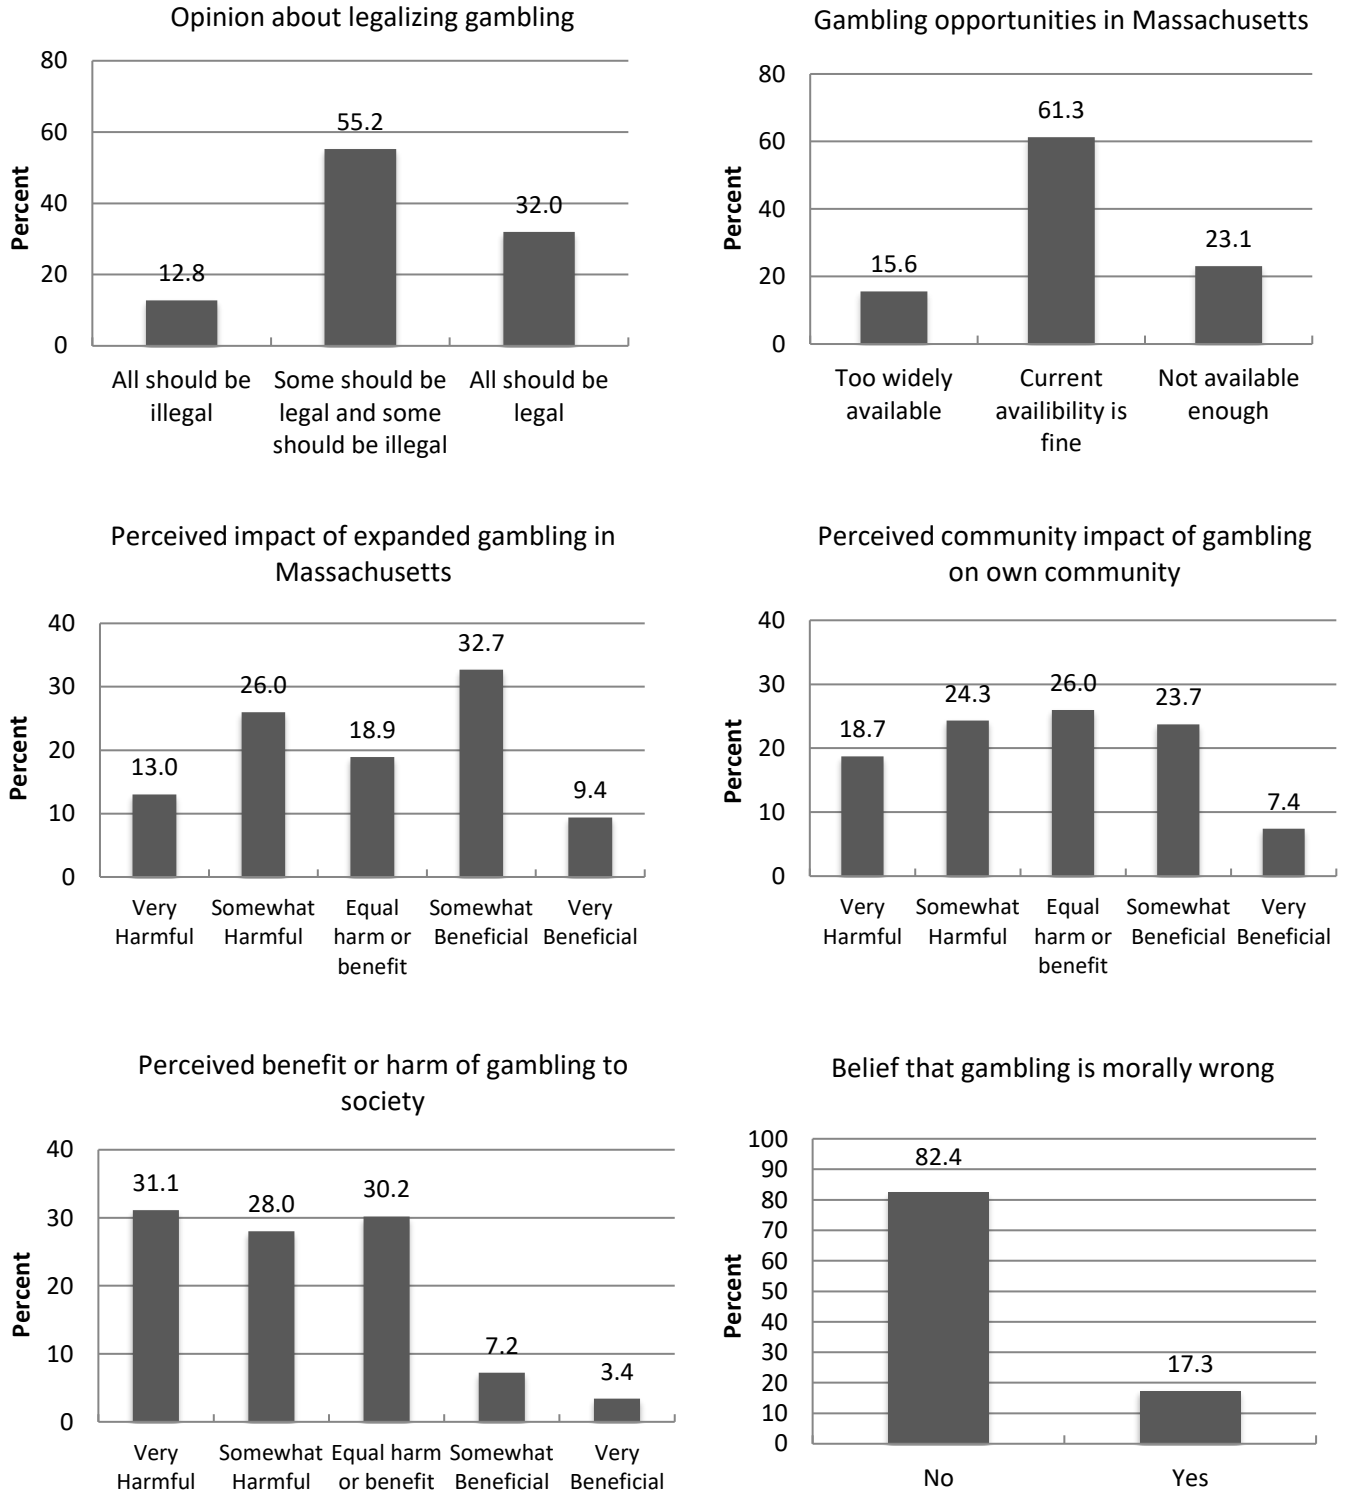 Opinion about legalizing gambling
80
60
40
20
0
Percent
12.8
55.2
32.0
All should be
illegal
Some should be
legal and some
should be illegal
All should be
legal
Gambling opportunities in Massachusetts
80
60
40
20
0
Percent
15.6
61.3
23.1
Too widely
available
Current
availibility is
fine
Not available
enough
Perceived impact of expanded gambling in
Massachusetts
40
30
20
10
0
Percent
13.0
26.0
18.9
32.7
9.4
Very
Harmful
Somewhat
Harmful
Equal
harm or
benefit
Somewhat
Beneficial
Very
Beneficial
Perceived community impact of gambling
on own community
40
30
20
10
0
Percent
18.7
24.3
26.0
23.7
7.4
Very
Harmful
Somewhat
Harmful
Equal
harm or
benefit
Somewhat
Beneficial
Very
Beneficial
Perceived benefit or harm of gambling to
society
40
30
20
10
0
Percent
31.1
28.0
30.2
7.2
3.4
Very
Harmful
Somewhat
Harmful
Equal harm
or benefit
Somewhat
Beneficial
Very
Beneficial
Belief that gambling is morally wrong
100
90
80
70
60
50
40
30
20
10
0
Percent
82.4
17.3
No
Yes